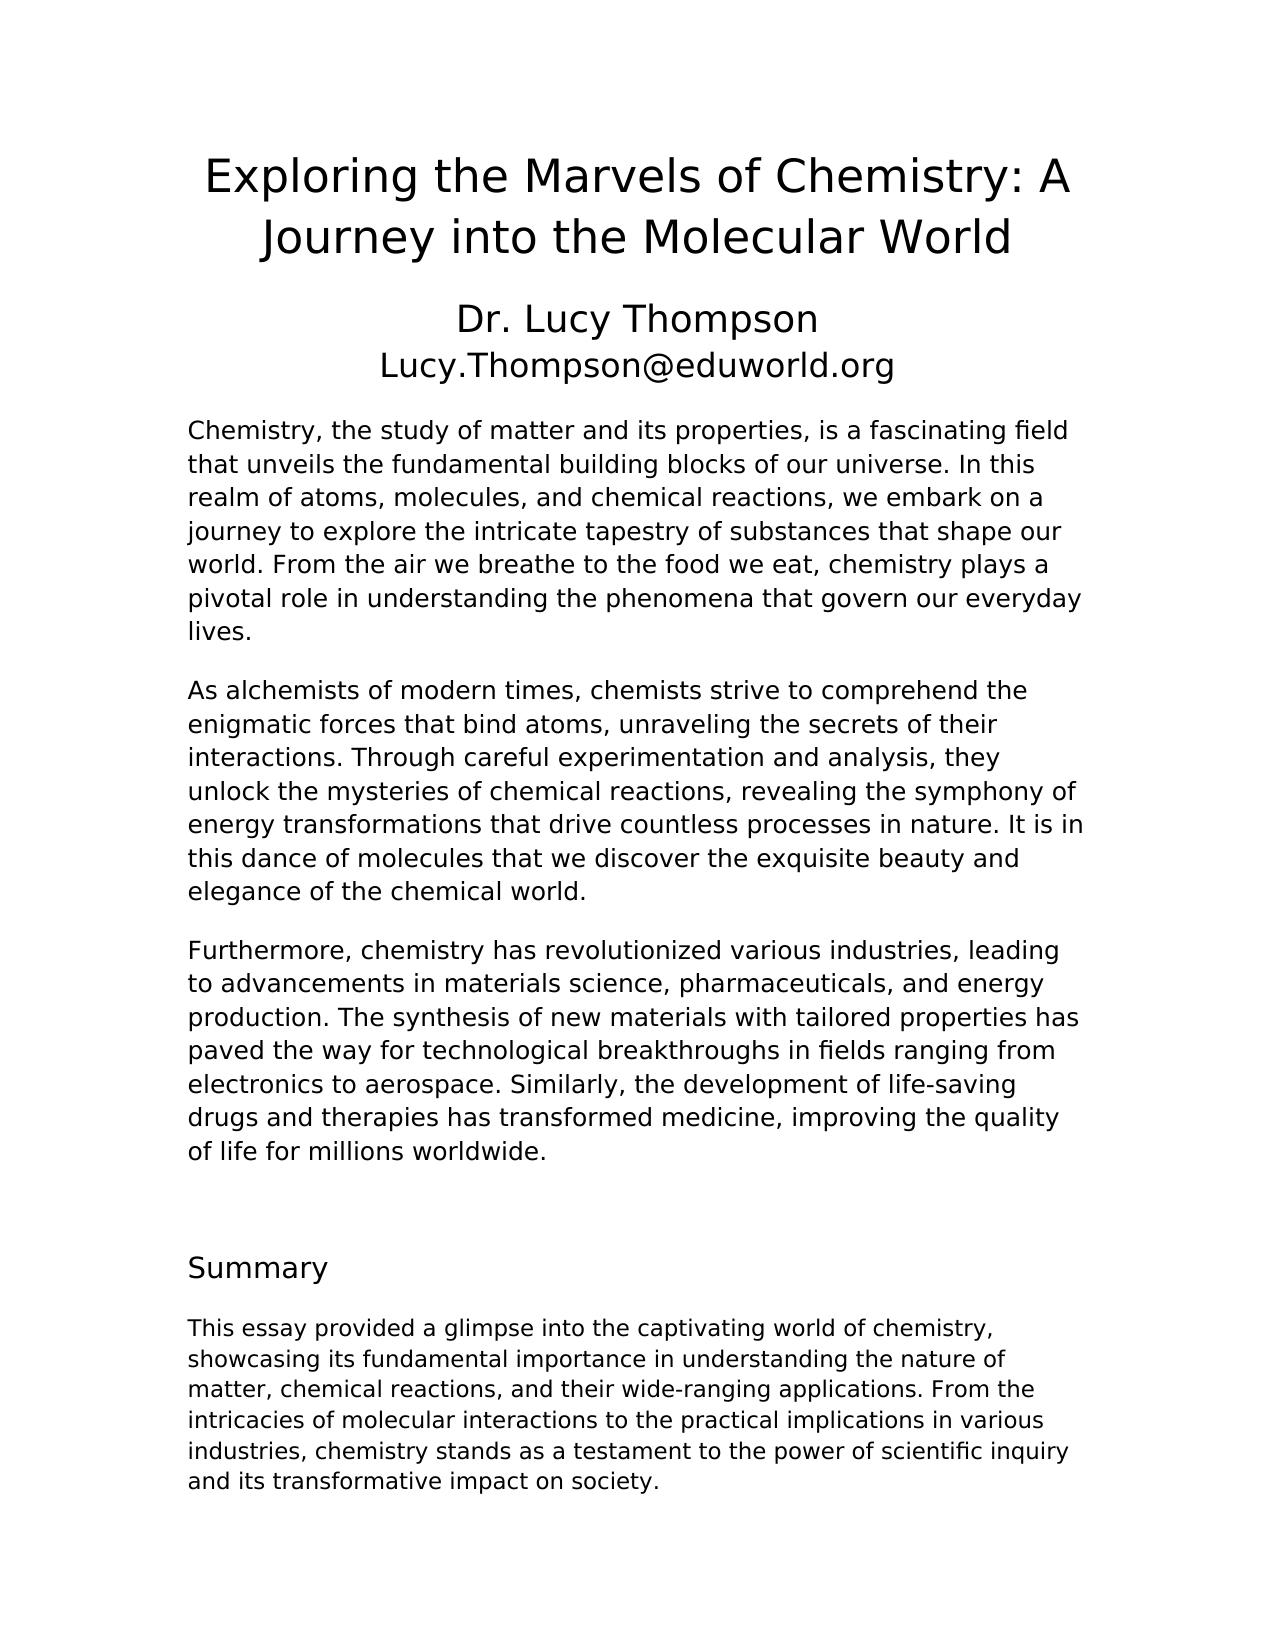 Exploring the Marvels of Chemistry: A
Journey into the Molecular World
Dr. Lucy Thompson
Lucy.Thompson@eduworld.org
Chemistry, the study of matter and its properties, is a fascinating field
that unveils the fundamental building blocks of our universe. In this
realm of atoms, molecules, and chemical reactions, we embark on a
journey to explore the intricate tapestry of substances that shape our
world. From the air we breathe to the food we eat, chemistry plays a
pivotal role in understanding the phenomena that govern our everyday
lives.
As alchemists of modern times, chemists strive to comprehend the
enigmatic forces that bind atoms, unraveling the secrets of their
interactions. Through careful experimentation and analysis, they
unlock the mysteries of chemical reactions, revealing the symphony of
energy transformations that drive countless processes in nature. It is in
this dance of molecules that we discover the exquisite beauty and
elegance of the chemical world.
Furthermore, chemistry has revolutionized various industries, leading
to advancements in materials science, pharmaceuticals, and energy
production. The synthesis of new materials with tailored properties has
paved the way for technological breakthroughs in fields ranging from
electronics to aerospace. Similarly, the development of life-saving
drugs and therapies has transformed medicine, improving the quality
of life for millions worldwide.
Summary
This essay provided a glimpse into the captivating world of chemistry,
showcasing its fundamental importance in understanding the nature of
matter, chemical reactions, and their wide-ranging applications. From the
intricacies of molecular interactions to the practical implications in various
industries, chemistry stands as a testament to the power of scientific inquiry
and its transformative impact on society.